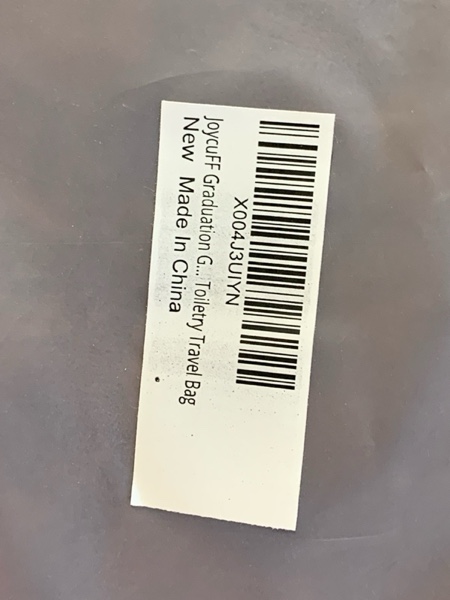 X004J3UIYN
JoycuFF Graduation G... Toiletry Travel Bag
New Made In China